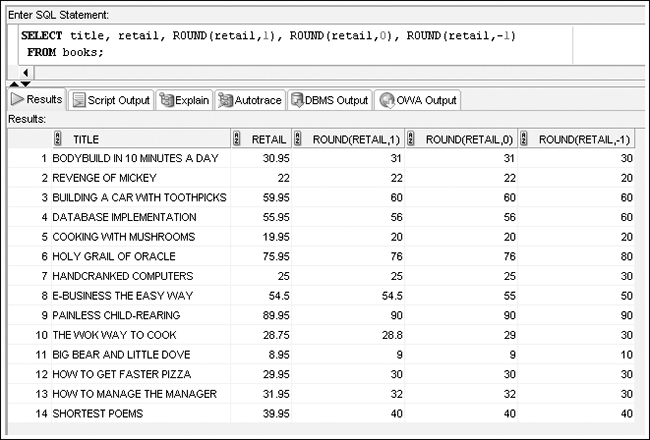 Enter SQL Statement:
SELECT title, retail, ROUND(retail,1), ROUND(retail,0), ROUND(retail,-1)
FROM books;
Results Script Output Explain Autotrace DBMS Output OWA Output
Results:
TITLE RETAIL ROUND(RETAIL,1) ROUND(RETAIL,0) ROUND(RETAIL,-1)
1 BODYBUILD IN 10 MINUTES A DAY 30.95 31 31 30
2 REVENGE OF MICKEY 22 22 22 20
3 BUILDING A CAR WITH TOOTHPICKS 59.95 60 60 60
4 DATABASE IMPLEMENTATION 55.95 56 56 60
5 COOKING WITH MUSHROOMS 19.95 20 20 20
6 HOLY GRAIL OF ORACLE 75.95 76 76 80
7 HANDCRANKED COMPUTERS 25 25 25 30
8 E-BUSINESS THE EASY WAY 54.5 54.5 55 50
9 PAINLESS CHILD-REARING 89.95 90 90 90
10 THE WOK WAY TO COOK 28.75 28.8 29 30
11 BIG BEAR AND LITTLE DOVE 8.95 9 9 10
12 HOW TO GET FASTER PIZZA 29.95 30 30 30
13 HOW TO MANAGE THE MANAGER 31.95 32 32 30
14 SHORTEST POEMS 39.95 40 40 40